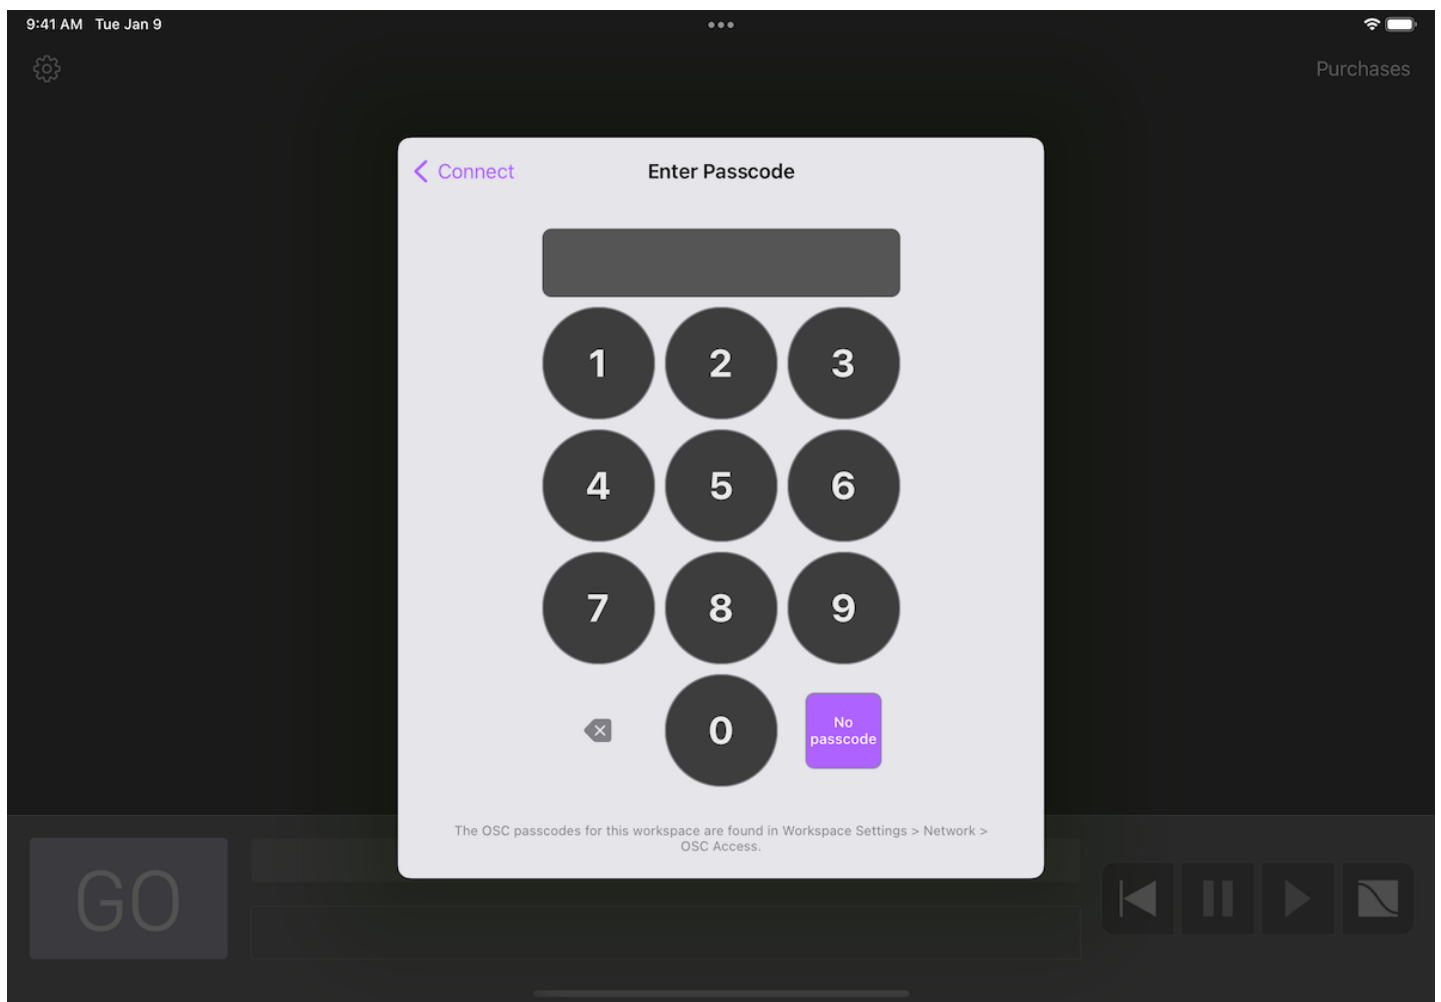 9:41 AM Tue Jan 9
Purchases
Connect
Enter Passcode
1 2 3
4 5 6
7 8 9
0
No
passcode
The OSC passcodes for this workspace are found in Workspace Settings > Network >
OSC Access.
GO